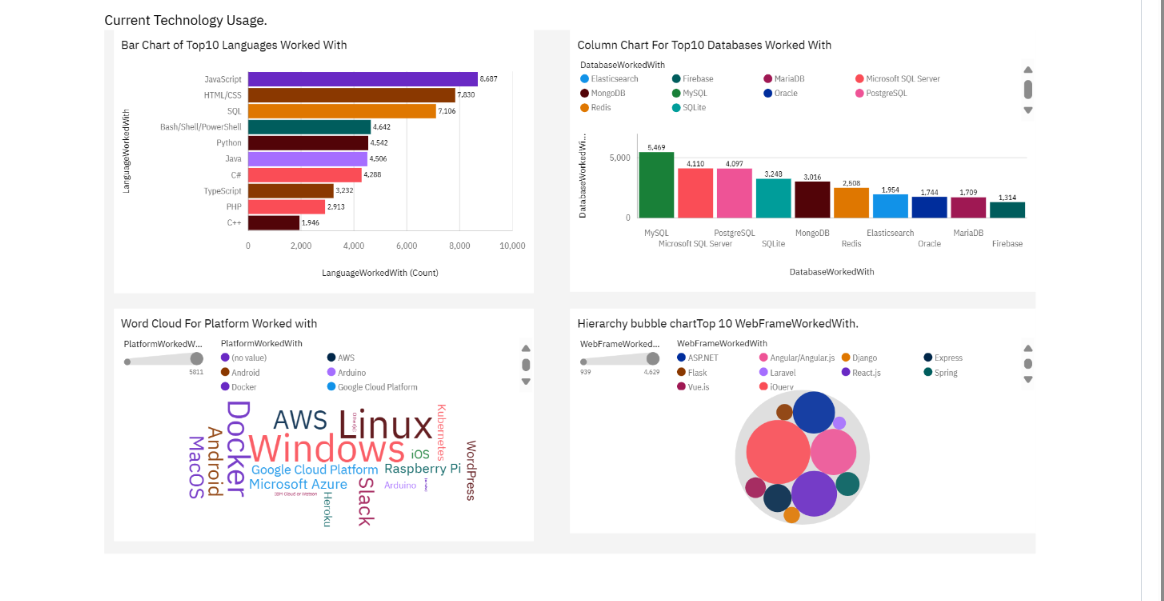 Current Technology Usage.
Bar Chart of Top10 Languages Worked With
LanguageWorkedWith
JavaScript 8,687
HTML/CSS 7,830
SQL 7,106
Bash/Shell/PowerShell 4,642
Python 4,542
Java 4,506
C# 4,288
TypeScript 3,232
PHP 2,913
C++ 1,946
0 2,000 4,000 6,000 8,000 10,000
LanguageWorkedWith (Count)
Column Chart For Top10 Databases Worked With
DatabaseWorkedWith
Elasticsearch Firebase MariaDB Microsoft SQL Server
MongoDB MySQL Oracle PostgreSQL
Redis SQLite
DatabaseWorkedWi...
5,000
0
5,469 4,110 4,097 3,248 3,016 2,508 1,954 1,744 1,709 1,314
MySQL PostgreSQL MongoDB Elasticsearch MariaDB
Microsoft SQL Server SQLite Redis Oracle Firebase
DatabaseWorkedWith
Word Cloud For Platform Worked with
PlatformWorkedW... PlatformWorkedWith
5811
(no value) AWS
Android Arduino
Docker Google Cloud Platform
Docker
AWS
Linux
Kubernetes
Android
MacOS
Windows
iOS
WordPress
Google Cloud Platform
Raspberry Pi
Microsoft Azure
Slack
Arduino
IBM Cloud or Watson
Heroku
Hierarchy bubble chartTop 10 WebFrameWorkedWith.
WebFrameWorked... WebFrameWorkedWith
939 4,629
ASP.NET Angular/Angular.js Django Express
Flask Laravel React.js Spring
Vue.js jQuery